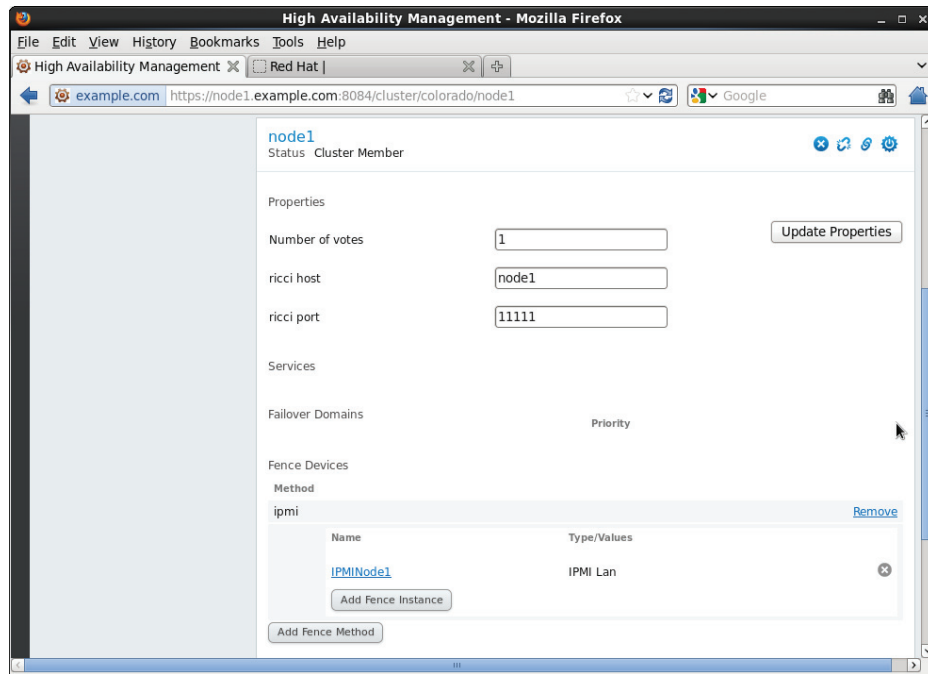 High Availability Management - Mozilla Firefox
File Edit View History Bookmarks Tools Help
High Availability Management Red Hat |
example.com https://node1.example.com:8084/cluster/colorado/node1 Google
node1
Status Cluster Member
Properties
Number of votes 1 Update Properties
ricci host node1
ricci port 11111
Services
Failover Domains Priority
Fence Devices
Method
ipmi Remove
Name Type/Values
IPMINode1 IPMI Lan
Add Fence Instance
Add Fence Method